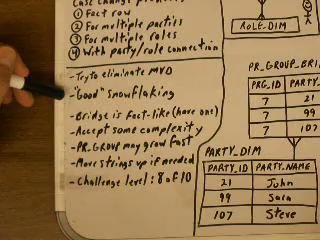 Case change pro
① Fact row
② For multiple parties
③ For multiple roles
④ With party/role connection
- Try to eliminate MVD
- "Good" snowflaking
- Bridge is fact-like (have one)
- Accept some complexity
- PR_GROUP may grow fast
- Move strings up if needed
- Challenge level: 8 of 10
ROLE_DIM
PR_GROUP_BRI
PRG_ID PARTY_
7 21
7 99
7 107
PARTY_DIM
PARTY_ID PARTY_NAME
21 John
99 Sara
107 Steve